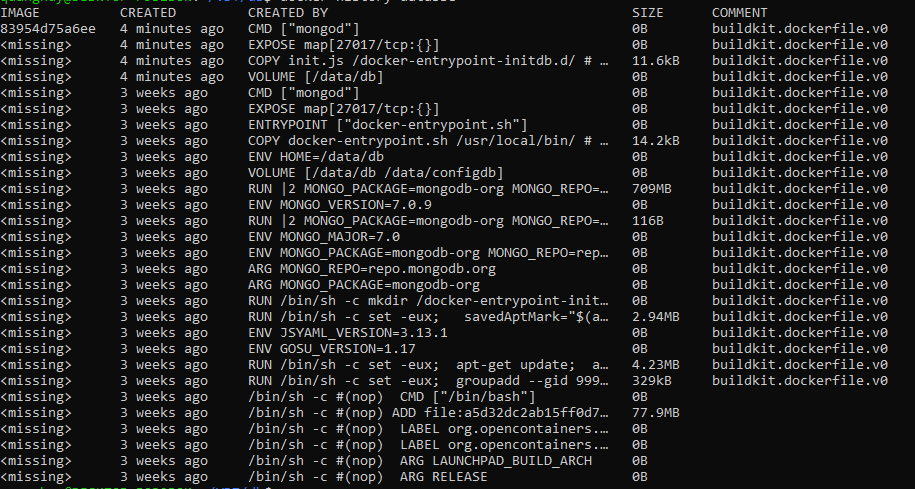 IMAGE CREATED CREATED BY SIZE COMMENT
83954d75a6ee 4 minutes ago CMD ["mongod"] 0B buildkit.dockerfile.v0
<missing> 4 minutes ago EXPOSE map[27017/tcp:{}] 0B buildkit.dockerfile.v0
<missing> 4 minutes ago COPY init.js /docker-entrypoint-initdb.d/ # … 11.6kB buildkit.dockerfile.v0
<missing> 4 minutes ago VOLUME [/data/db] 0B buildkit.dockerfile.v0
<missing> 3 weeks ago CMD ["mongod"] 0B buildkit.dockerfile.v0
<missing> 3 weeks ago EXPOSE map[27017/tcp:{}] 0B buildkit.dockerfile.v0
<missing> 3 weeks ago ENTRYPOINT ["docker-entrypoint.sh"] 0B buildkit.dockerfile.v0
<missing> 3 weeks ago COPY docker-entrypoint.sh /usr/local/bin/ # … 14.2kB buildkit.dockerfile.v0
<missing> 3 weeks ago ENV HOME=/data/db 0B buildkit.dockerfile.v0
<missing> 3 weeks ago VOLUME [/data/db /data/configdb] 0B buildkit.dockerfile.v0
<missing> 3 weeks ago RUN |2 MONGO_PACKAGE=mongodb-org MONGO_REPO=… 709MB buildkit.dockerfile.v0
<missing> 3 weeks ago ENV MONGO_VERSION=7.0.9 0B buildkit.dockerfile.v0
<missing> 3 weeks ago RUN |2 MONGO_PACKAGE=mongodb-org MONGO_REPO=… 116B buildkit.dockerfile.v0
<missing> 3 weeks ago ENV MONGO_MAJOR=7.0 0B buildkit.dockerfile.v0
<missing> 3 weeks ago ENV MONGO_PACKAGE=mongodb-org MONGO_REPO=rep… 0B buildkit.dockerfile.v0
<missing> 3 weeks ago ARG MONGO_REPO=repo.mongodb.org 0B buildkit.dockerfile.v0
<missing> 3 weeks ago ARG MONGO_PACKAGE=mongodb-org 0B buildkit.dockerfile.v0
<missing> 3 weeks ago RUN /bin/sh -c mkdir /docker-entrypoint-init… 0B buildkit.dockerfile.v0
<missing> 3 weeks ago RUN /bin/sh -c set -eux; savedAptMark="$(a… 2.94MB buildkit.dockerfile.v0
<missing> 3 weeks ago ENV JSYAML_VERSION=3.13.1 0B buildkit.dockerfile.v0
<missing> 3 weeks ago ENV GOSU_VERSION=1.17 0B buildkit.dockerfile.v0
<missing> 3 weeks ago RUN /bin/sh -c set -eux; apt-get update; a… 4.23MB buildkit.dockerfile.v0
<missing> 3 weeks ago RUN /bin/sh -c set -eux; groupadd --gid 999… 329kB buildkit.dockerfile.v0
<missing> 3 weeks ago /bin/sh -c #(nop) CMD ["/bin/bash"] 0B
<missing> 3 weeks ago /bin/sh -c #(nop) ADD file:a5d32dc2ab15ff0d7… 77.9MB
<missing> 3 weeks ago /bin/sh -c #(nop) LABEL org.opencontainers.… 0B
<missing> 3 weeks ago /bin/sh -c #(nop) LABEL org.opencontainers.… 0B
<missing> 3 weeks ago /bin/sh -c #(nop) ARG LAUNCHPAD_BUILD_ARCH 0B
<missing> 3 weeks ago /bin/sh -c #(nop) ARG RELEASE 0B